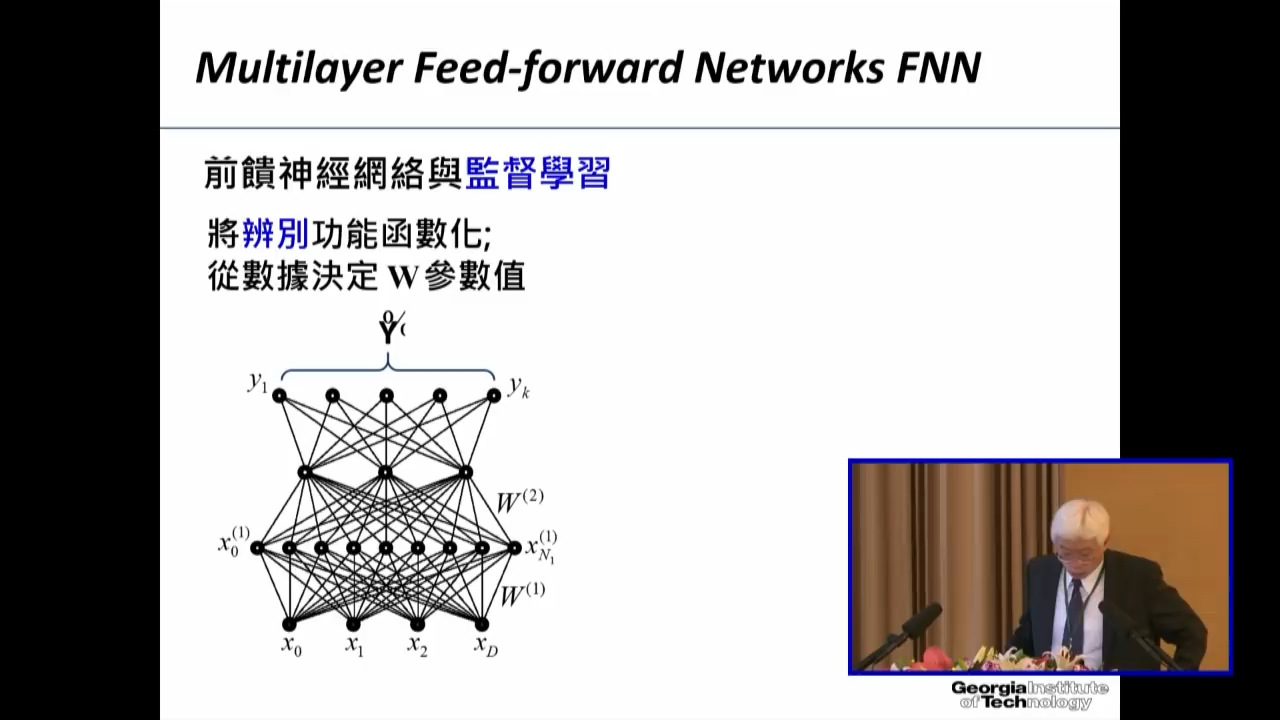 Multilayer Feed-forward Networks FNN
前饋神經網絡與監督學習
將辨別功能函數化;
從數據決定 W 參數值
Y
y1 yk
W(2)
x0(1) xN1(1)
W(1)
x0 x1 x2 xD
Georgia Institute
of Technology